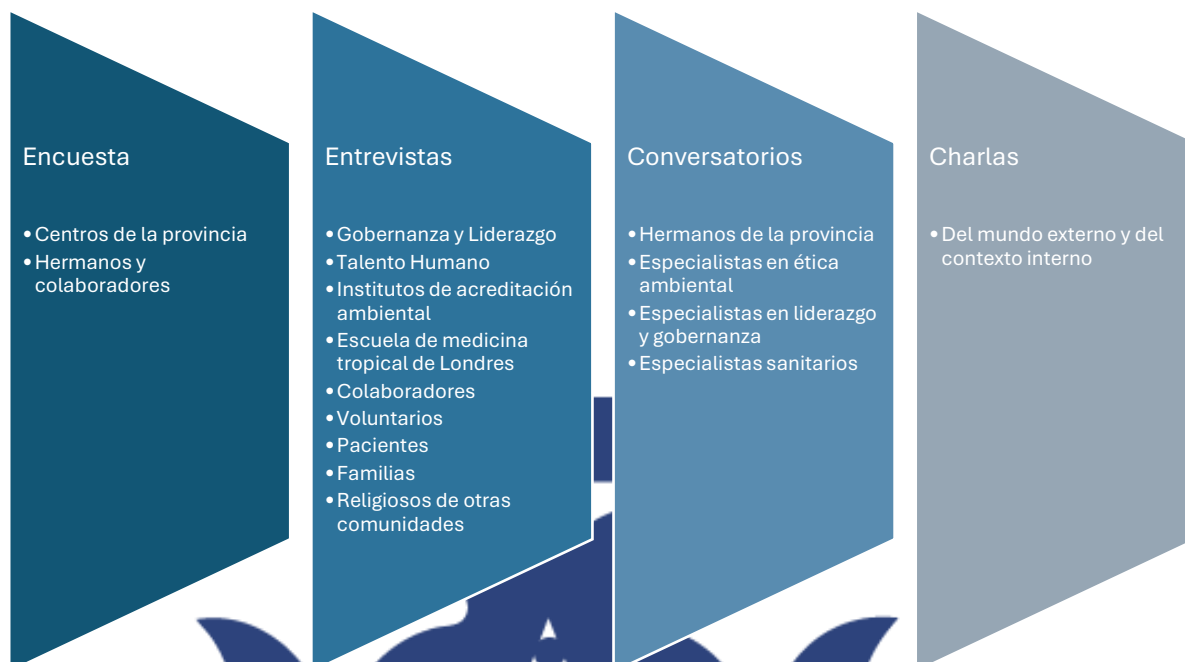 Encuesta
• Centros de la provincia
• Hermanos y
colaboradores
Entrevistas
• Gobernanza y Liderazgo
• Talento Humano
• Institutos de acreditación
ambiental
• Escuela de medicina
tropical de Londres
• Colaboradores
• Voluntarios
• Pacientes
• Familias
• Religiosos de otras
comunidades
Conversatorios
• Hermanos de la provincia
• Especialistas en ética
ambiental
• Especialistas en liderazgo
y gobernanza
• Especialistas sanitarios
Charlas
• Del mundo externo y del
contexto interno